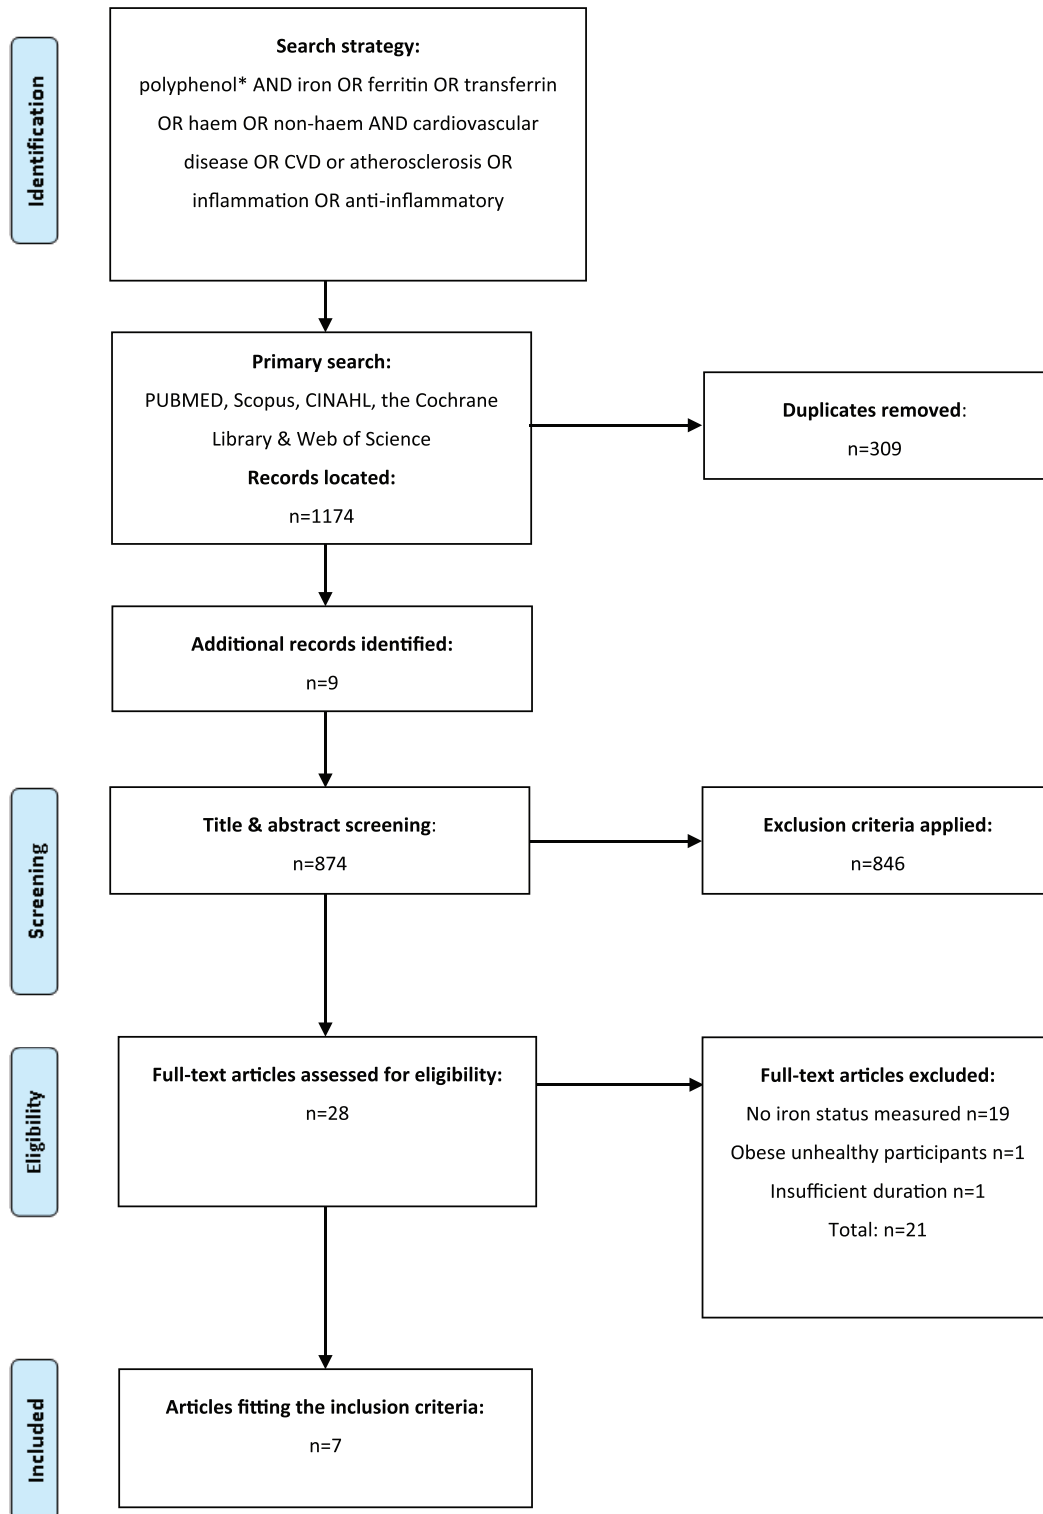 Identification
Search strategy:
polyphenol* AND iron OR ferritin OR transferrin
OR haem OR non-haem AND cardiovascular
disease OR CVD or atherosclerosis OR
inflammation OR anti-inflammatory
Primary search:
PUBMED, Scopus, CINAHL, the Cochrane
Library & Web of Science
Records located:
n=1174
Duplicates removed:
n=309
Additional records identified:
n=9
Screening
Title & abstract screening:
n=874
Exclusion criteria applied:
n=846
Eligibility
Full-text articles assessed for eligibility:
n=28
Full-text articles excluded:
No iron status measured n=19
Obese unhealthy participants n=1
Insufficient duration n=1
Total: n=21
Included
Articles fitting the inclusion criteria:
n=7